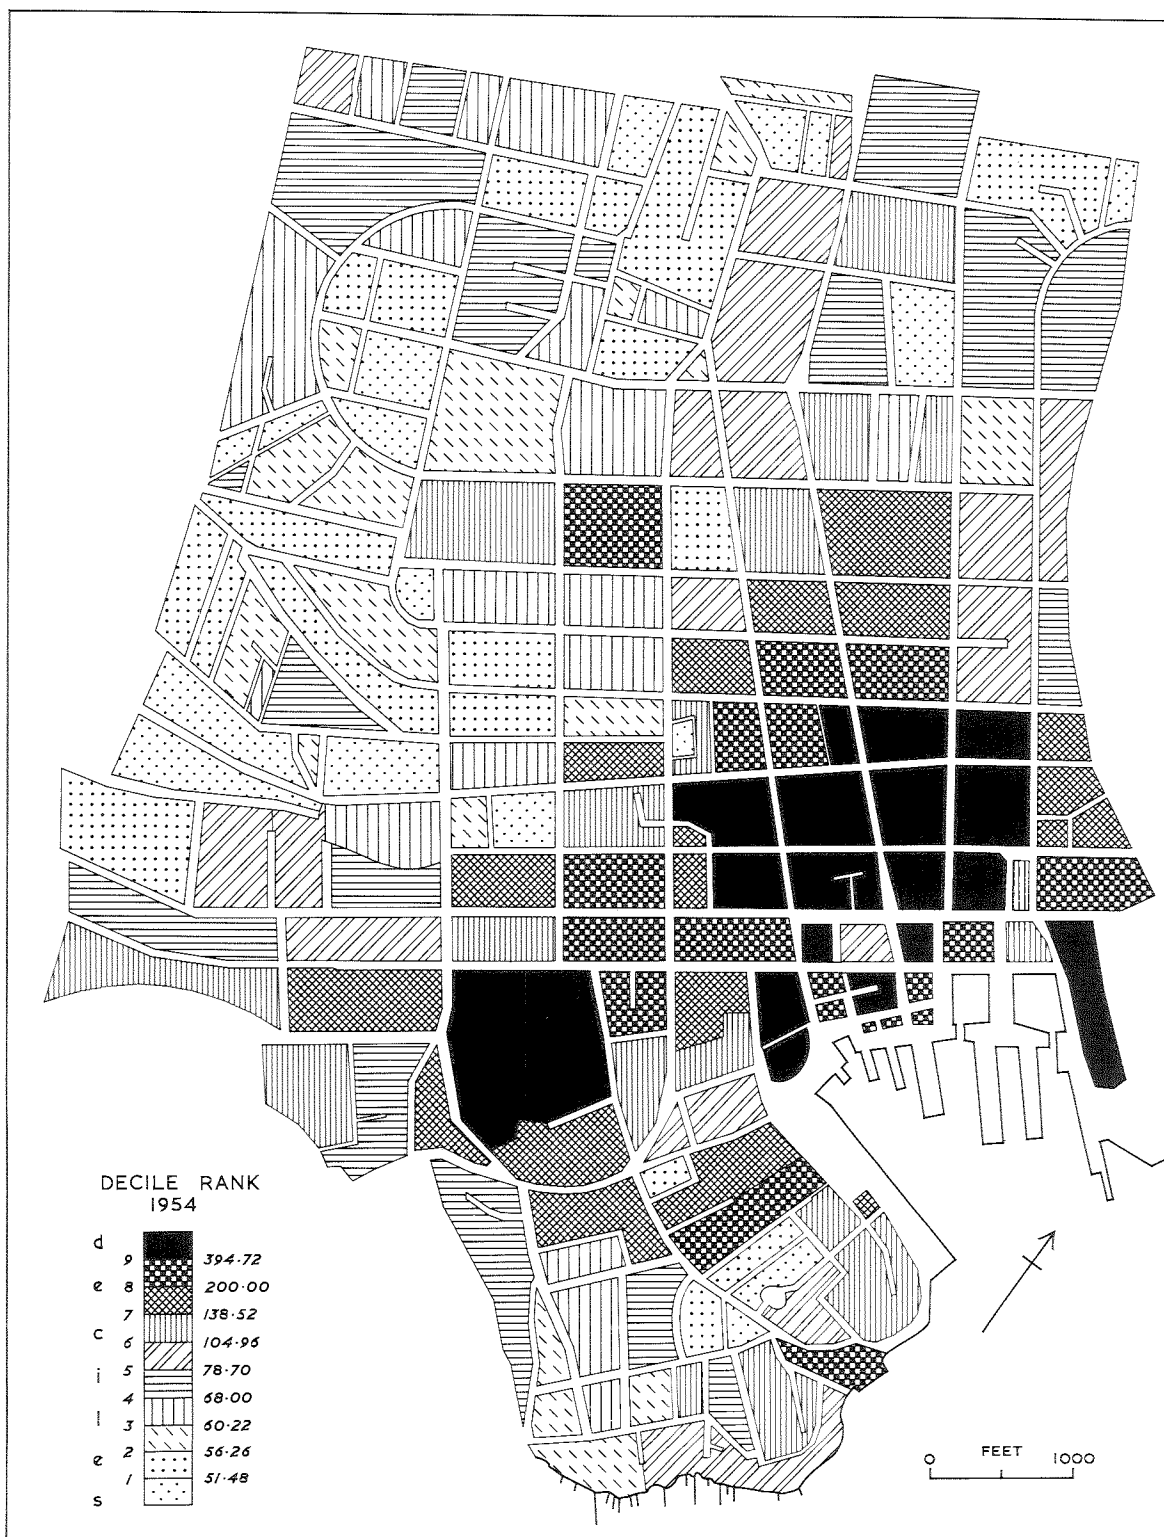 DECILE RANK
1954
d
9 394.72
e 8 200.00
7 138.52
c 6 104.96
i 5 78.70
4 68.00
l 3 60.22
e 2 56.26
1 51.48
s
FEET
0 1000